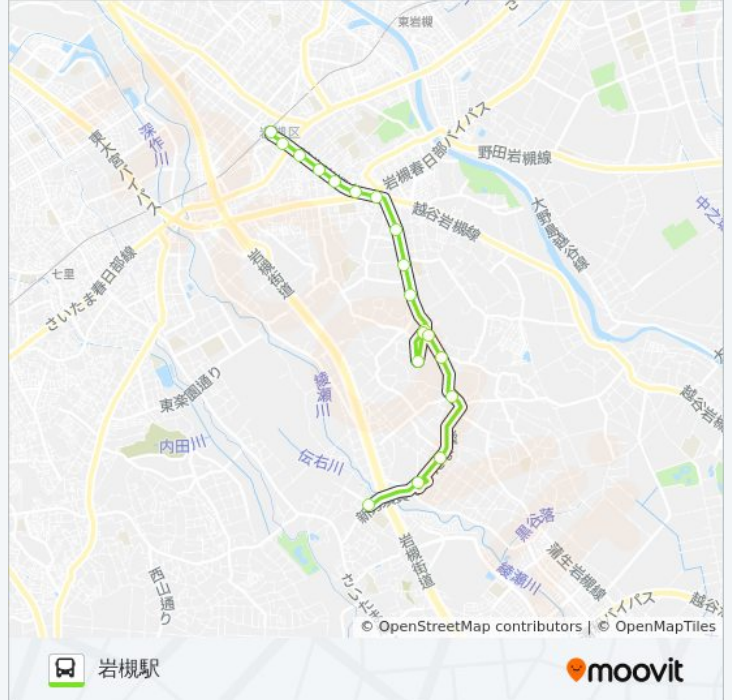 東岩槻
深作川
東大宮バイパス
岩槻春日部バイパス
野田岩槻線
越谷岩槻線
大野島越谷線
七里
岩槻街道
さいたま春日部線
東楽園通り
綾瀬川
内田川
伝右川
越谷岩槻
黒谷落
岩槻街道
蒲生岩槻線
綾瀬川
西山通り
バイパス
© OpenStreetMap contributors | © OpenMapTiles
岩槻駅
moovit